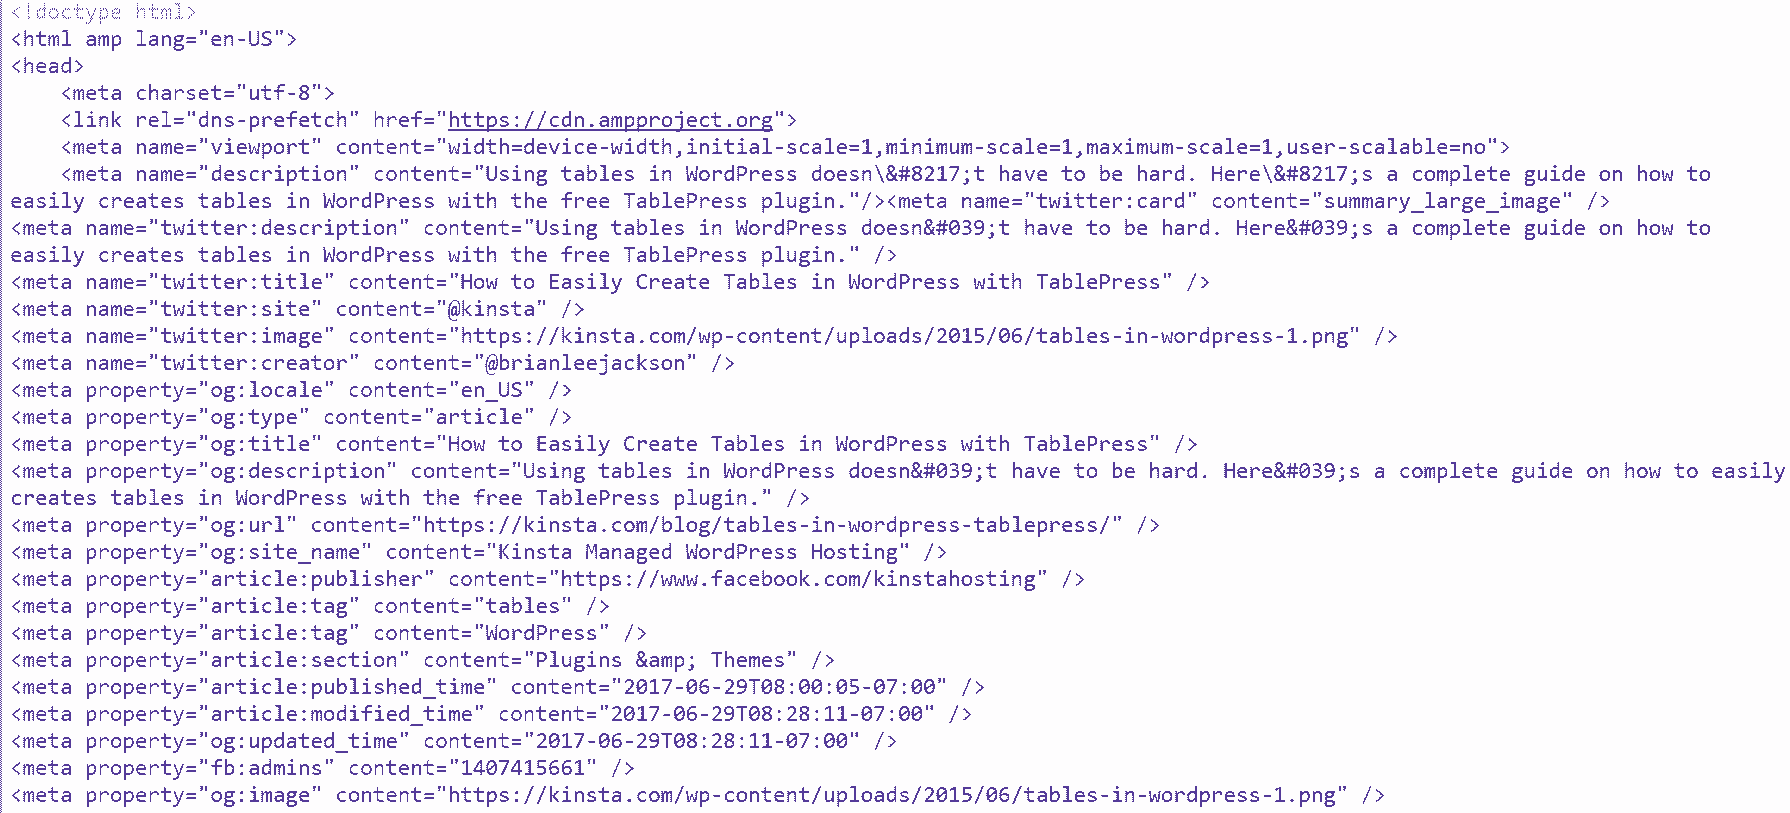 <!doctype html>
<html amp lang="en-US">
<head>
    <meta charset="utf-8">
    <link rel="dns-prefetch" href="https://cdn.ampproject.org">
    <meta name="viewport" content="width=device-width,initial-scale=1,minimum-scale=1,maximum-scale=1,user-scalable=no">
    <meta name="description" content="Using tables in WordPress doesn\&#8217;t have to be hard. Here\&#8217;s a complete guide on how to
easily creates tables in WordPress with the free TablePress plugin."/><meta name="twitter:card" content="summary_large_image" />
<meta name="twitter:description" content="Using tables in WordPress doesn&#039;t have to be hard. Here&#039;s a complete guide on how to
easily creates tables in WordPress with the free TablePress plugin." />
<meta name="twitter:title" content="How to Easily Create Tables in WordPress with TablePress" />
<meta name="twitter:site" content="@kinsta" />
<meta name="twitter:image" content="https://kinsta.com/wp-content/uploads/2015/06/tables-in-wordpress-1.png" />
<meta name="twitter:creator" content="@brianleejackson" />
<meta property="og:locale" content="en_US" />
<meta property="og:type" content="article" />
<meta property="og:title" content="How to Easily Create Tables in WordPress with TablePress" />
<meta property="og:description" content="Using tables in WordPress doesn&#039;t have to be hard. Here&#039;s a complete guide on how to easily
creates tables in WordPress with the free TablePress plugin." />
<meta property="og:url" content="https://kinsta.com/blog/tables-in-wordpress-tablepress/" />
<meta property="og:site_name" content="Kinsta Managed WordPress Hosting" />
<meta property="article:publisher" content="https://www.facebook.com/kinstahosting" />
<meta property="article:tag" content="tables" />
<meta property="article:tag" content="WordPress" />
<meta property="article:section" content="Plugins &amp; Themes" />
<meta property="article:published_time" content="2017-06-29T08:00:05-07:00" />
<meta property="article:modified_time" content="2017-06-29T08:28:11-07:00" />
<meta property="og:updated_time" content="2017-06-29T08:28:11-07:00" />
<meta property="fb:admins" content="1407415661" />
<meta property="og:image" content="https://kinsta.com/wp-content/uploads/2015/06/tables-in-wordpress-1.png" />